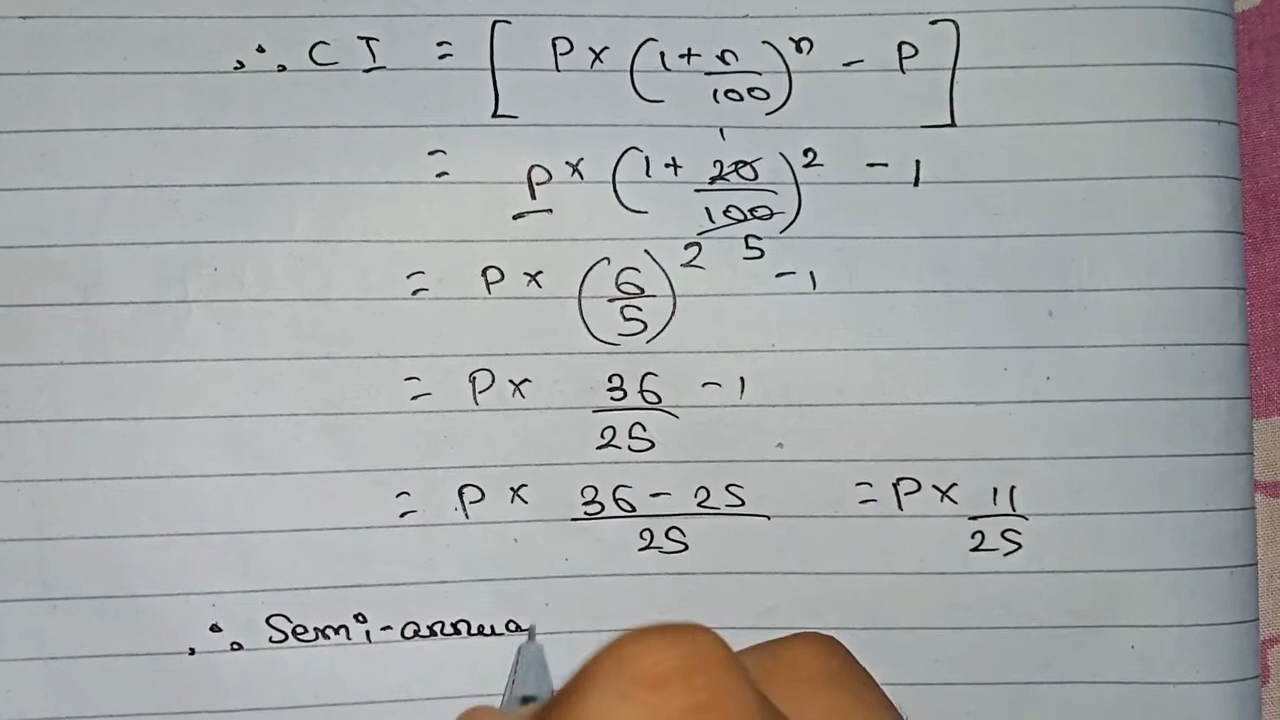 ∴ CI = [ P× (1+n/100)^n - P ]
= P× (1+20/100)^2 - 1 1 5
= P× (6/5)^2 -1
= P× 36/25 -1
= P× 36-25/25 = P× 11/25
∴ Semi-annua